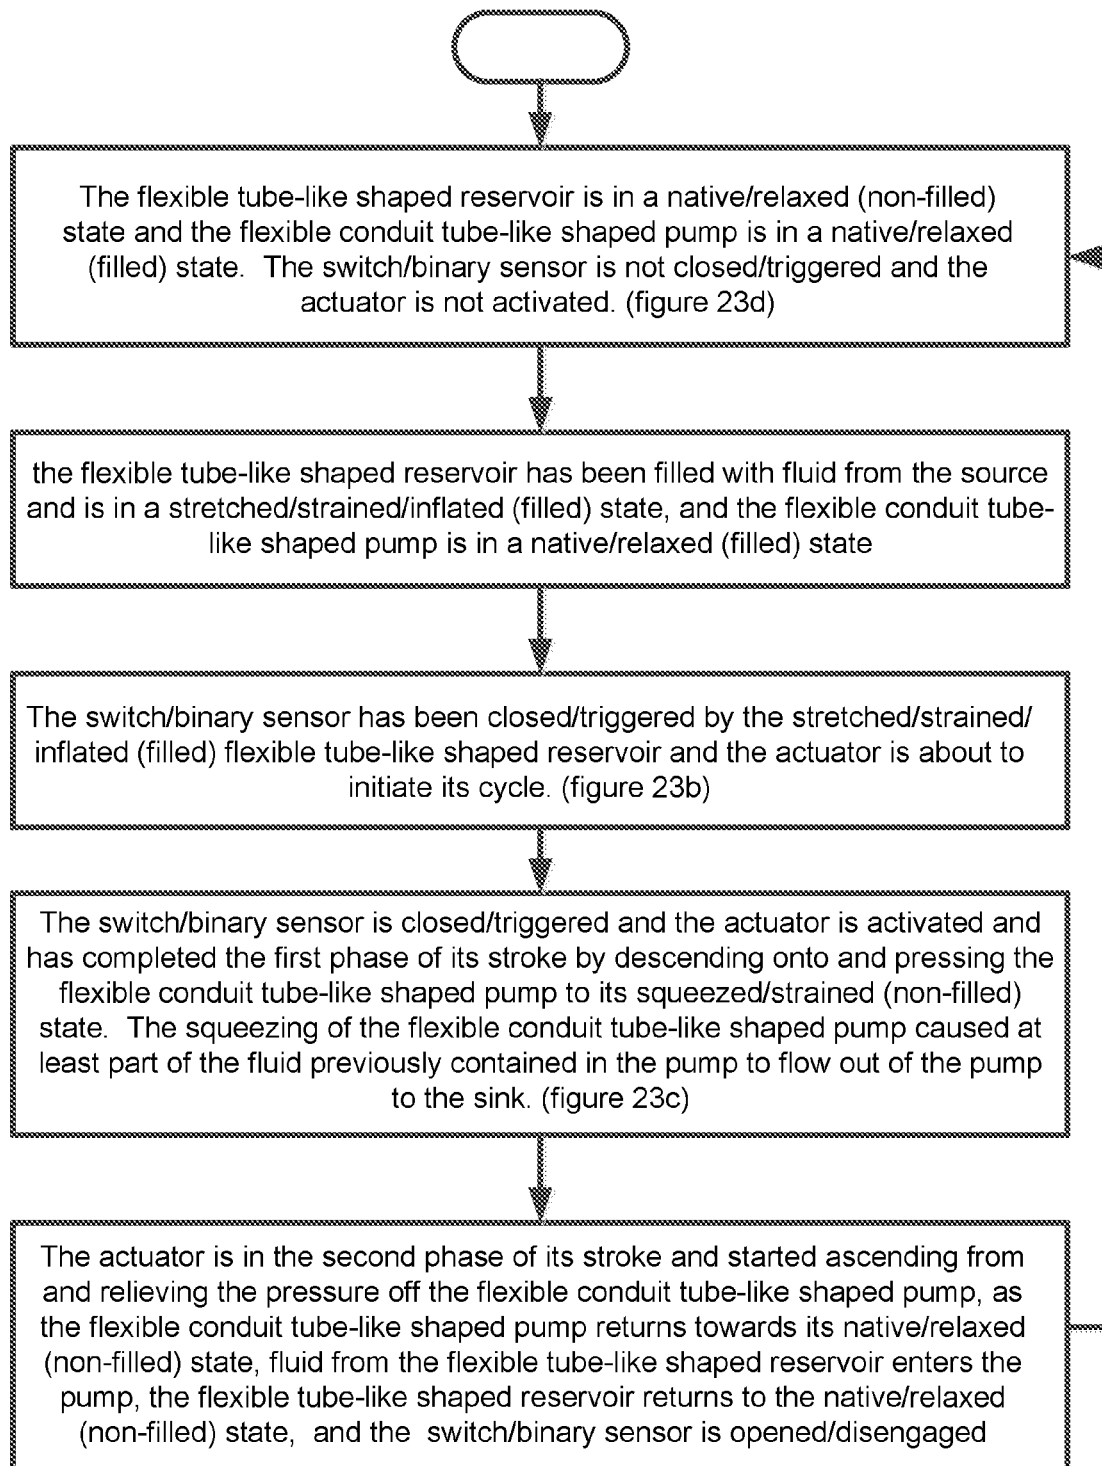 The flexible tube-like shaped reservoir is in a native/relaxed (non-filled)
state and the flexible conduit tube-like shaped pump is in a native/relaxed
(filled) state.  The switch/binary sensor is not closed/triggered and the
actuator is not activated. (figure 23d)
the flexible tube-like shaped reservoir has been filled with fluid from the source
and is in a stretched/strained/inflated (filled) state, and the flexible conduit tube-
like shaped pump is in a native/relaxed (filled) state
The switch/binary sensor has been closed/triggered by the stretched/strained/
inflated (filled) flexible tube-like shaped reservoir and the actuator is about to
initiate its cycle. (figure 23b)
The switch/binary sensor is closed/triggered and the actuator is activated and
has completed the first phase of its stroke by descending onto and pressing the
flexible conduit tube-like shaped pump to its squeezed/strained (non-filled)
state.  The squeezing of the flexible conduit tube-like shaped pump caused at
least part of the fluid previously contained in the pump to flow out of the pump
to the sink. (figure 23c)
The actuator is in the second phase of its stroke and started ascending from
and relieving the pressure off the flexible conduit tube-like shaped pump, as
the flexible conduit tube-like shaped pump returns towards its native/relaxed
(non-filled) state, fluid from the flexible tube-like shaped reservoir enters the
pump, the flexible tube-like shaped reservoir returns to the native/relaxed
(non-filled) state,  and the  switch/binary sensor is opened/disengaged